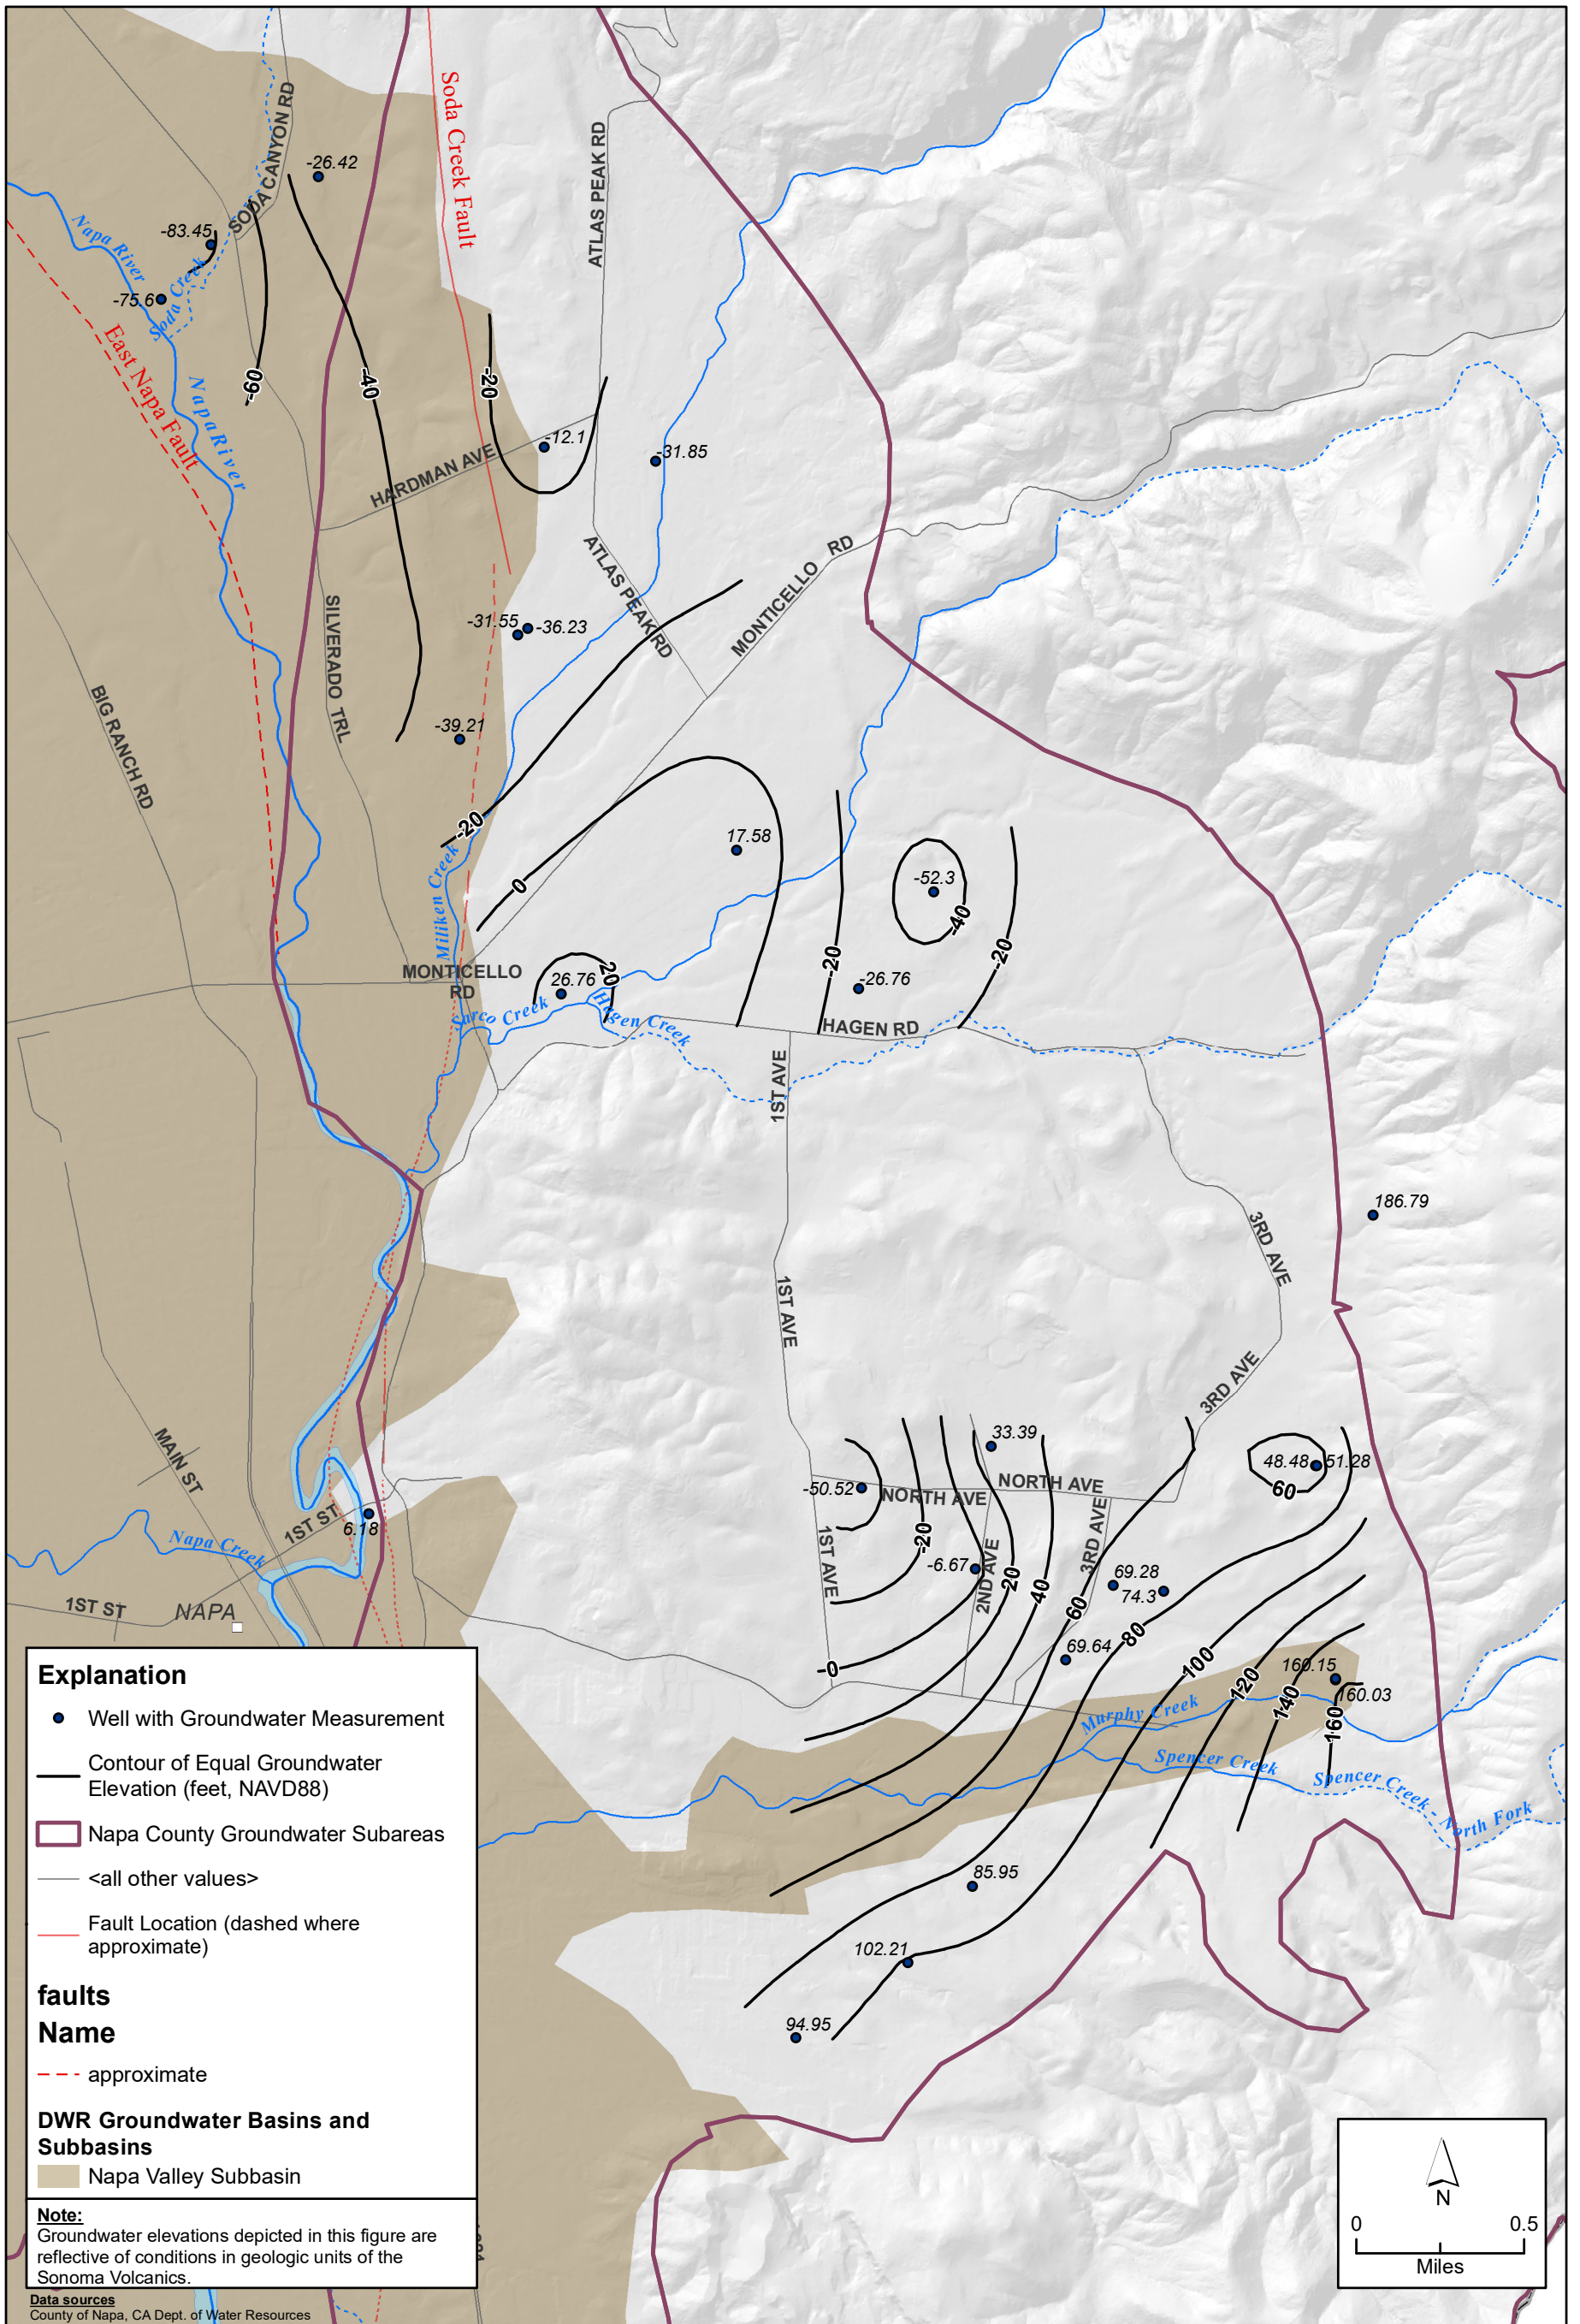 SODA CANYON RD
Soda Creek Fault
ATLAS PEAK RD
-26.42
-83.45
Napa River
Soda Creek
-75.6
East Napa Fault
Napa River
-60
-40
-20
-12.1
-31.85
HARDMAN AVE
ATLAS PEAK RD
MONTICELLO RD
-31.55
-36.23
SILVERADO TRL
BIG RANCH RD
-39.21
-20
17.58
-52.3
-40
0
Milliken Creek
-20
-20
MONTICELLO
RD
26.76
20
-26.76
Sarco Creek
Hagen Creek
HAGEN RD
1ST AVE
186.79
3RD AVE
1ST AVE
3RD AVE
33.39
48.48
51.28
60
-50.52
NORTH AVE
NORTH AVE
MAIN ST
1ST ST
6.18
Napa Creek
1ST AVE
-20
-6.67
2ND AVE
20
40
3RD AVE
69.28
74.3
60
1ST ST
NAPA
-0
69.64
80
100
120
140
160.15
160.03
160
Murphy Creek
Spencer Creek
Spencer Creek - North Fork
85.95
102.21
94.95
Explanation
Well with Groundwater Measurement
Contour of Equal Groundwater
Elevation (feet, NAVD88)
Napa County Groundwater Subareas
<all other values>
Fault Location (dashed where
approximate)
faults
Name
approximate
DWR Groundwater Basins and
Subbasins
Napa Valley Subbasin
Note:
Groundwater elevations depicted in this figure are
reflective of conditions in geologic units of the
Sonoma Volcanics.
Data sources
County of Napa, CA Dept. of Water Resources
N
0 0.5
Miles